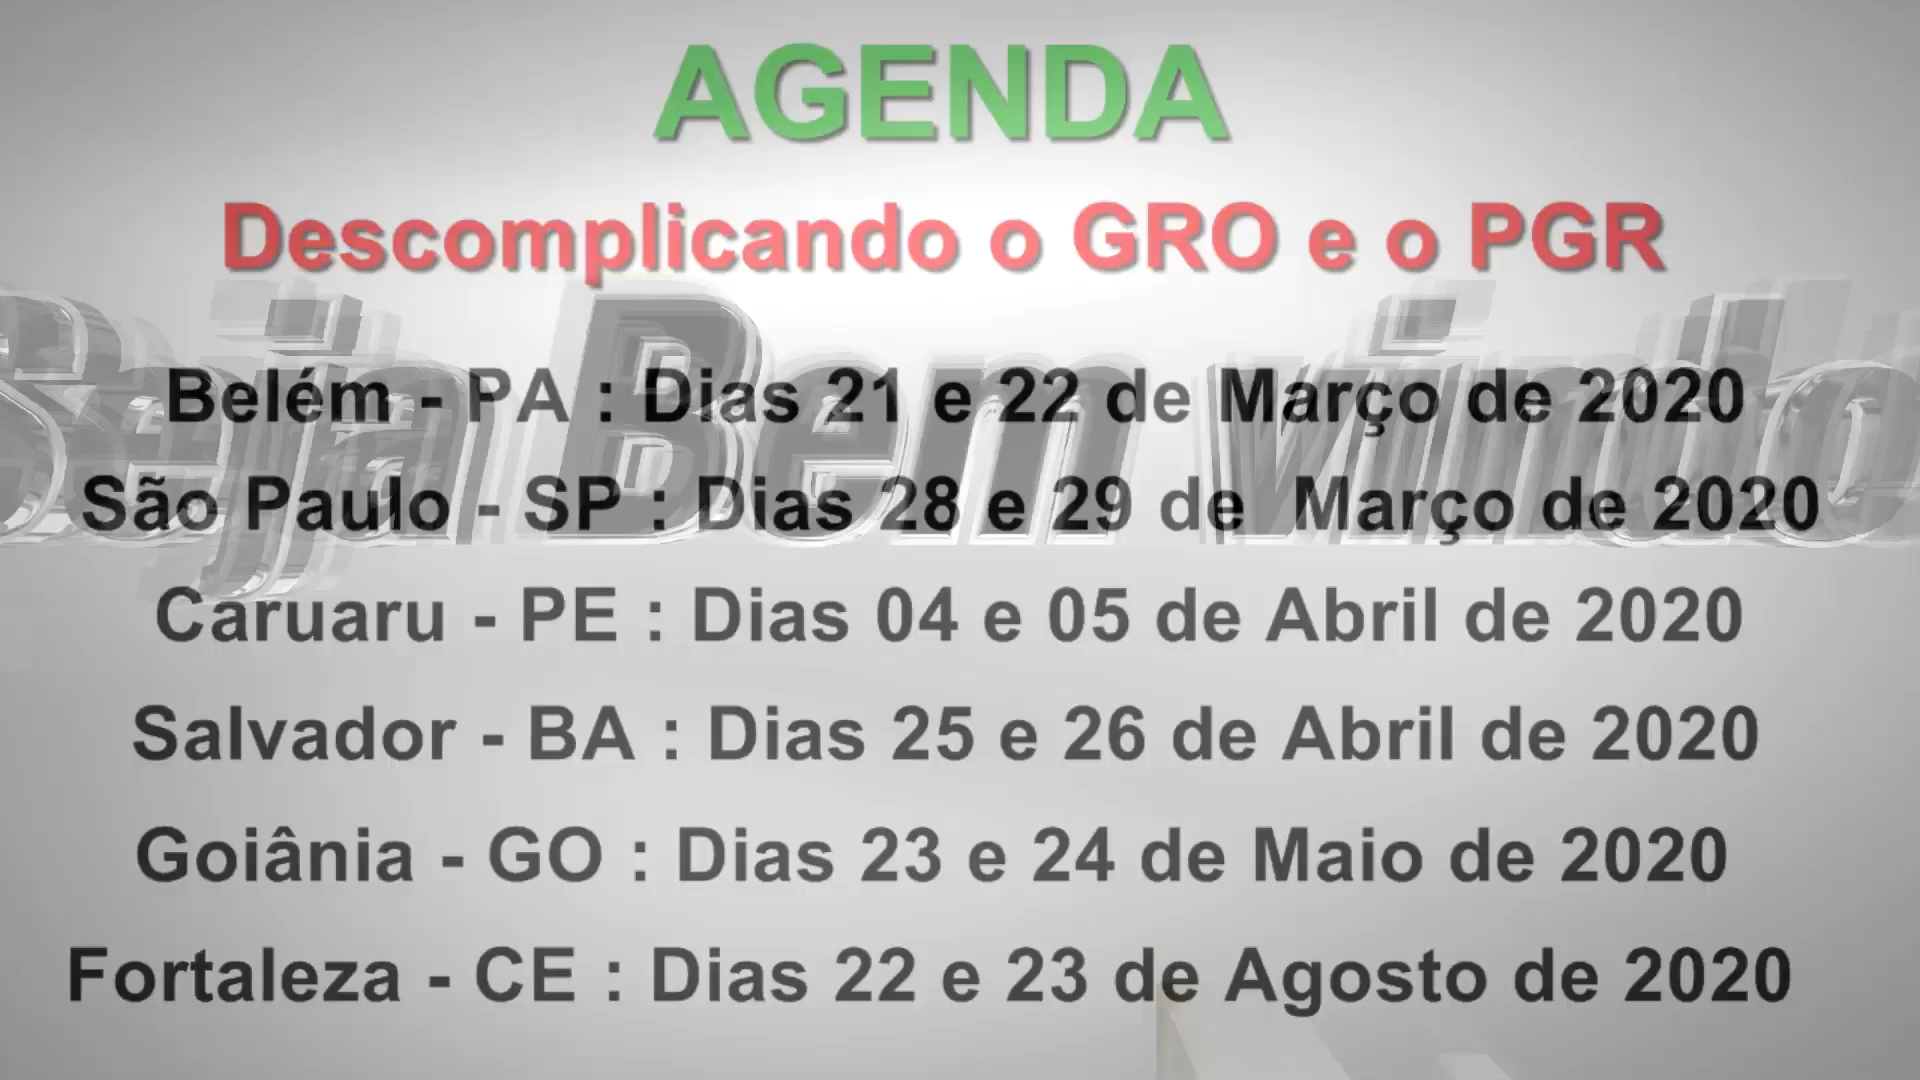 AGENDA
Descomplicando o GRO e o PGR
Seja Bem vindo
Belém - PA : Dias 21 e 22 de Março de 2020
São Paulo - SP : Dias 28 e 29 de Março de 2020
Caruaru - PE : Dias 04 e 05 de Abril de 2020
Salvador - BA : Dias 25 e 26 de Abril de 2020
Goiânia - GO : Dias 23 e 24 de Maio de 2020
Fortaleza - CE : Dias 22 e 23 de Agosto de 2020